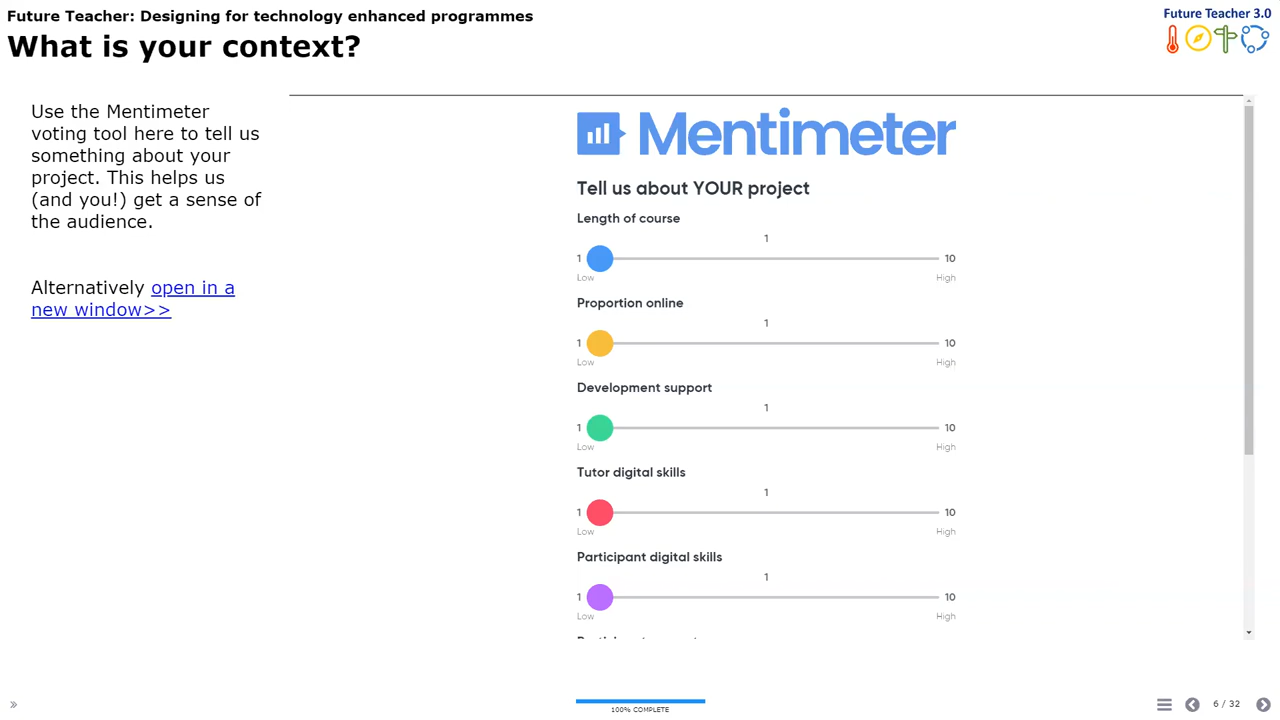 Future Teacher: Designing for technology enhanced programmes
What is your context?
Future Teacher 3.0
Use the Mentimeter
voting tool here to tell us
something about your
project. This helps us
(and you!) get a sense of
the audience.
Alternatively open in a
new window>>
Mentimeter
Tell us about YOUR project
Length of course
1
1 10
Low High
Proportion online
1
1 10
Low High
Development support
1
1 10
Low High
Tutor digital skills
1
1 10
Low High
Participant digital skills
1
1 10
Low High
»
100% COMPLETE
6 / 32